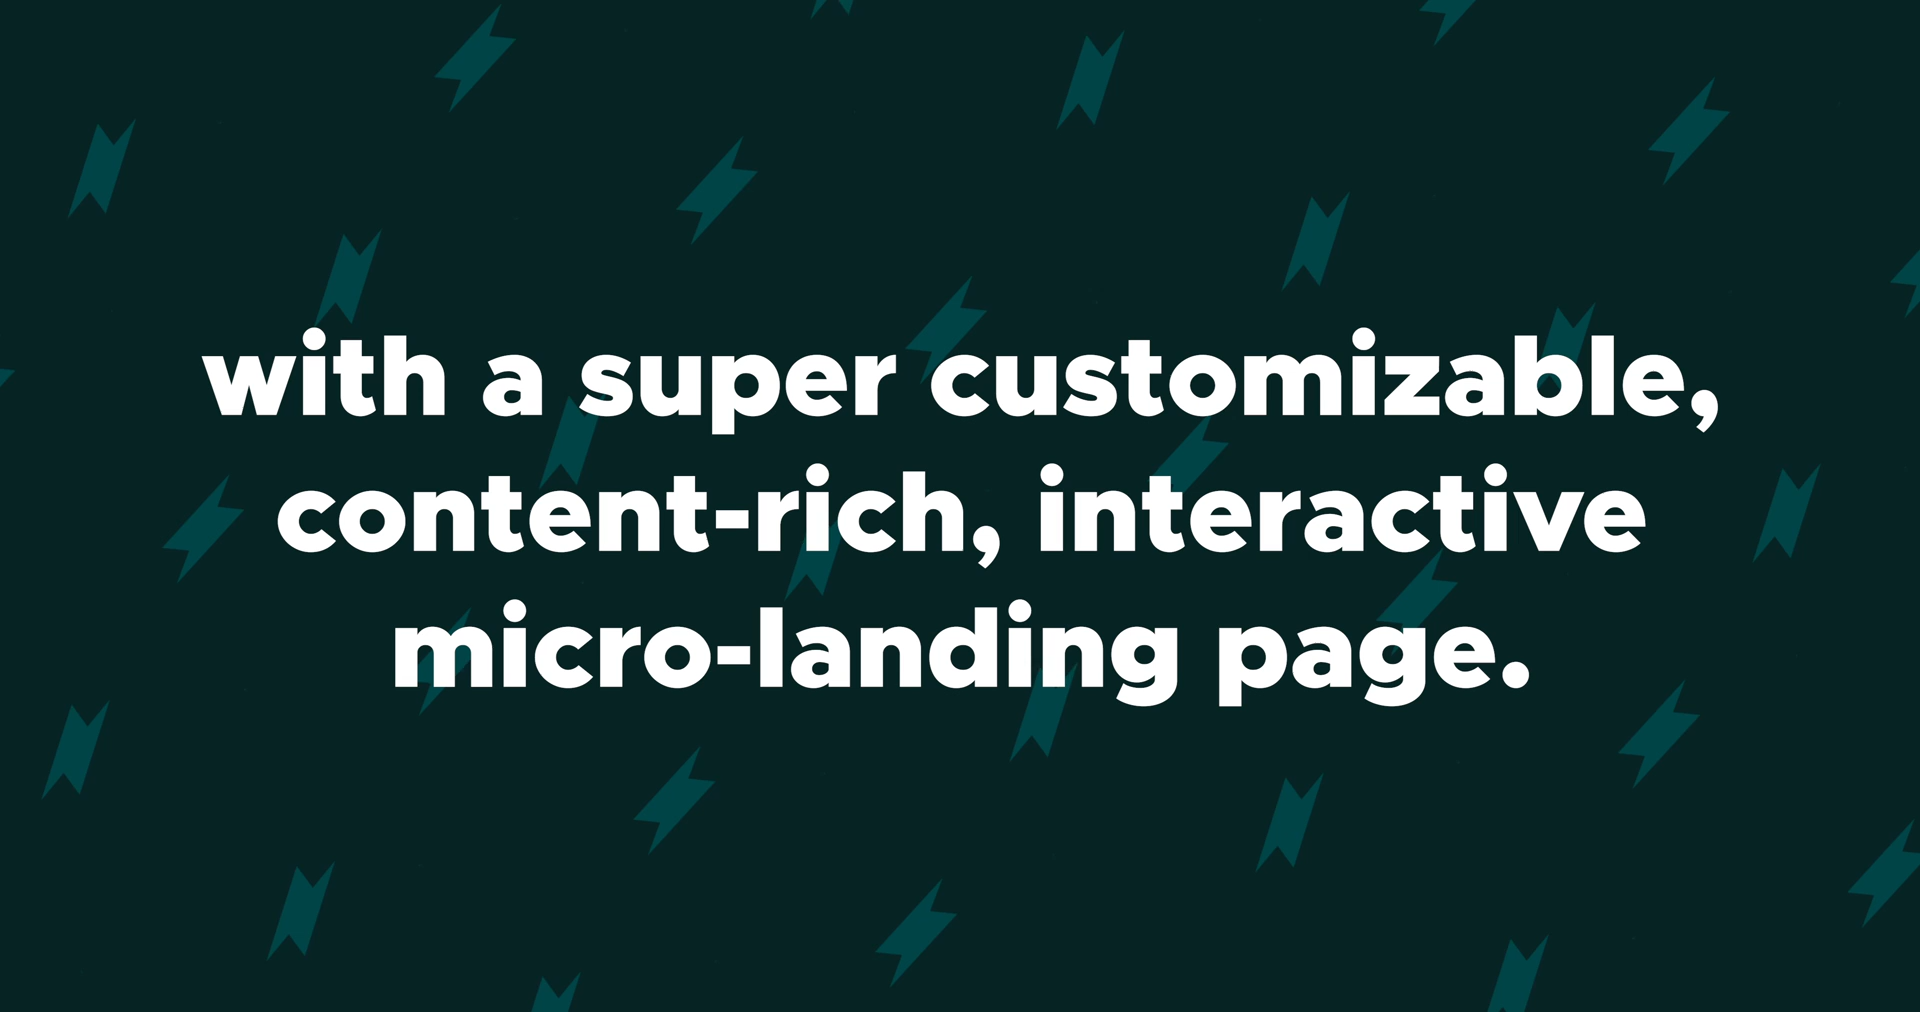 with a super customizable,
content-rich, interactive
micro-landing page.